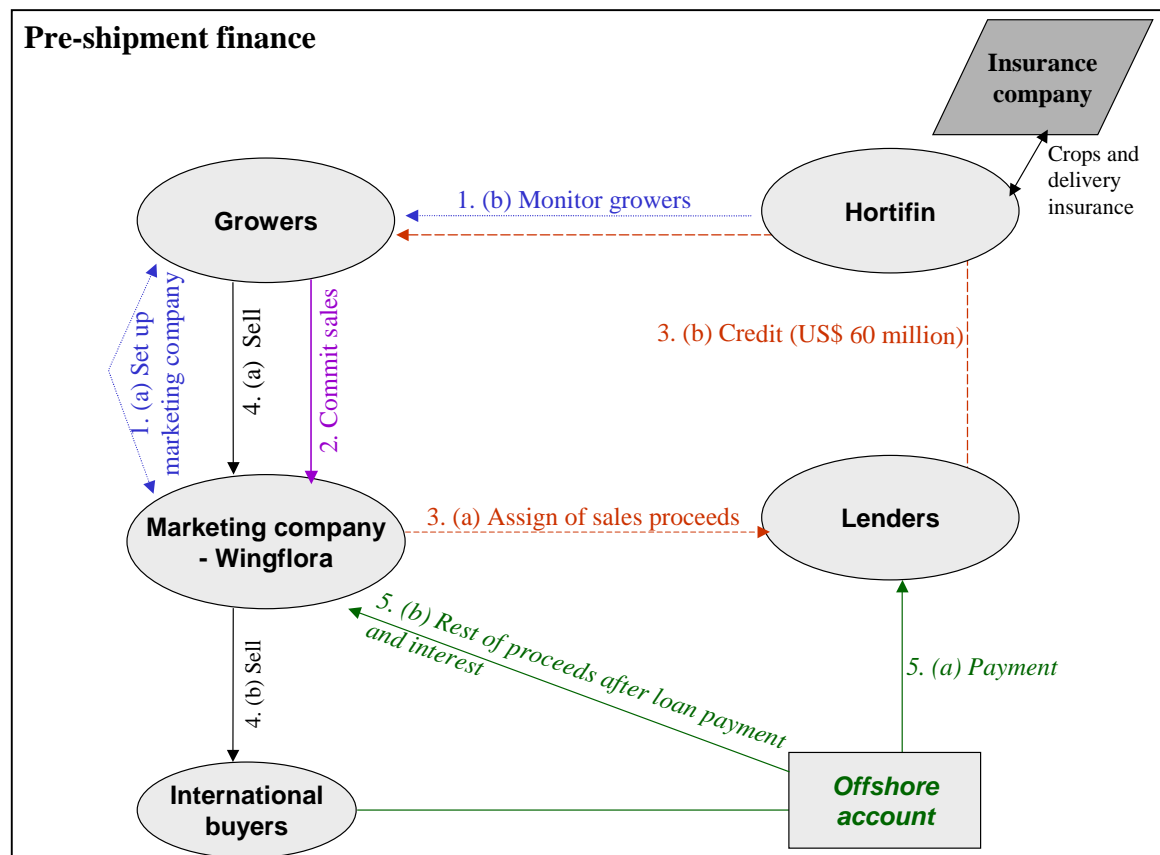 Pre-shipment finance
Insurance
company
Crops and
delivery
insurance
1. (b) Monitor growers
Growers
Hortifin
1. (a) Set up
marketing company
4. (a) Sell
2. Commit sales
3. (b) Credit (US$ 60 million)
Marketing company
- Wingflora
3. (a) Assign of sales proceeds
Lenders
5. (b) Rest of proceeds after loan payment
and interest
5. (a) Payment
4. (b) Sell
International
buyers
Offshore
account